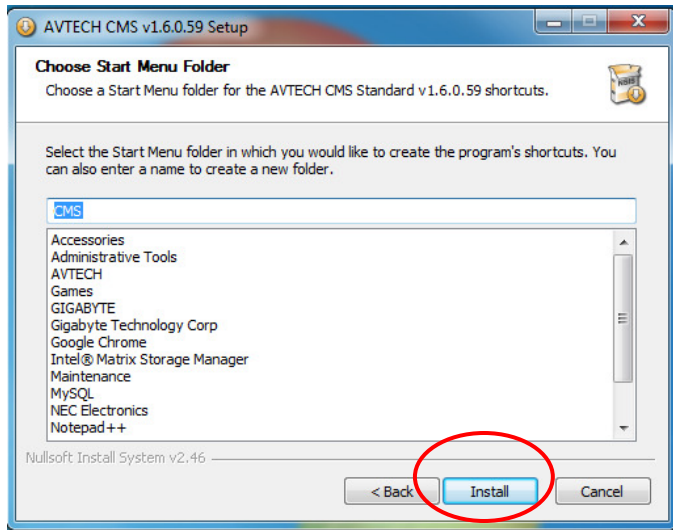 AVTECH CMS v1.6.0.59 Setup
Choose Start Menu Folder
Choose a Start Menu folder for the AVTECH CMS Standard v1.6.0.59 shortcuts.
NSIS
Select the Start Menu folder in which you would like to create the program's shortcuts. You
can also enter a name to create a new folder.
CMS
Accessories
Administrative Tools
AVTECH
Games
GIGABYTE
Gigabyte Technology Corp
Google Chrome
Intel® Matrix Storage Manager
Maintenance
MySQL
NEC Electronics
Notepad++
Nullsoft Install System v2.46
< Back Install Cancel